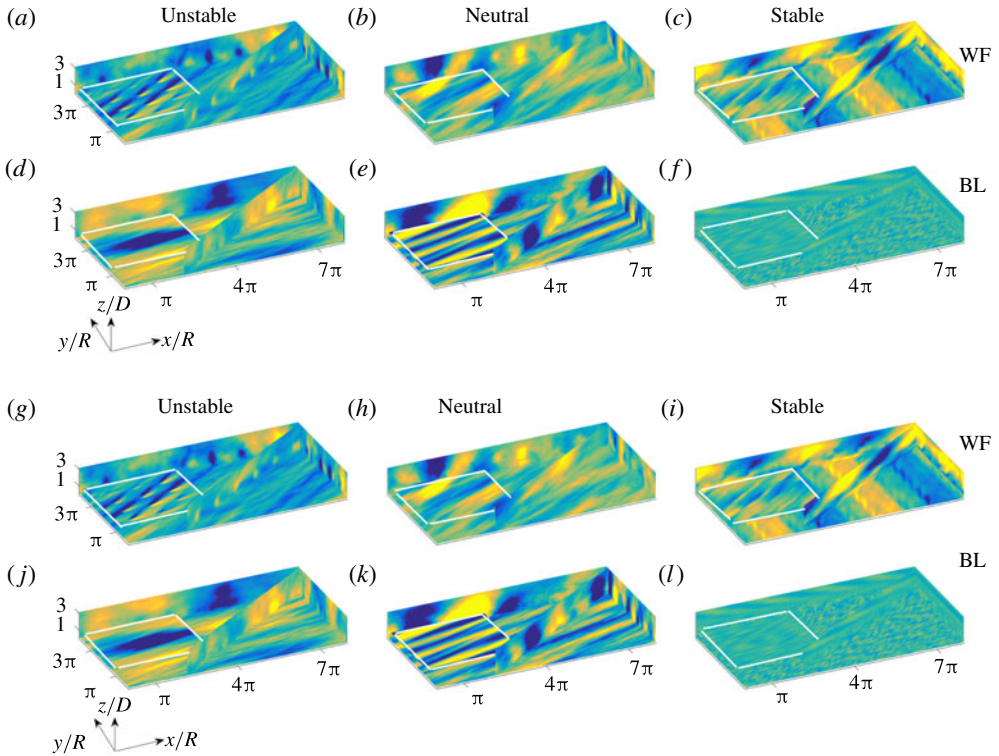 (a) Unstable (b) Neutral (c) Stable
WF
3
1
3π
π
(d) (e) (f)
BL
3
1
3π
π π 4π 7π
π 4π 7π
π 4π 7π
z/D
y/R x/R
(g) Unstable (h) Neutral (i) Stable
WF
3
1
3π
π
(j) (k) (l)
BL
3
1
3π
π π 4π 7π
π 4π 7π
π 4π 7π
z/D
y/R x/R